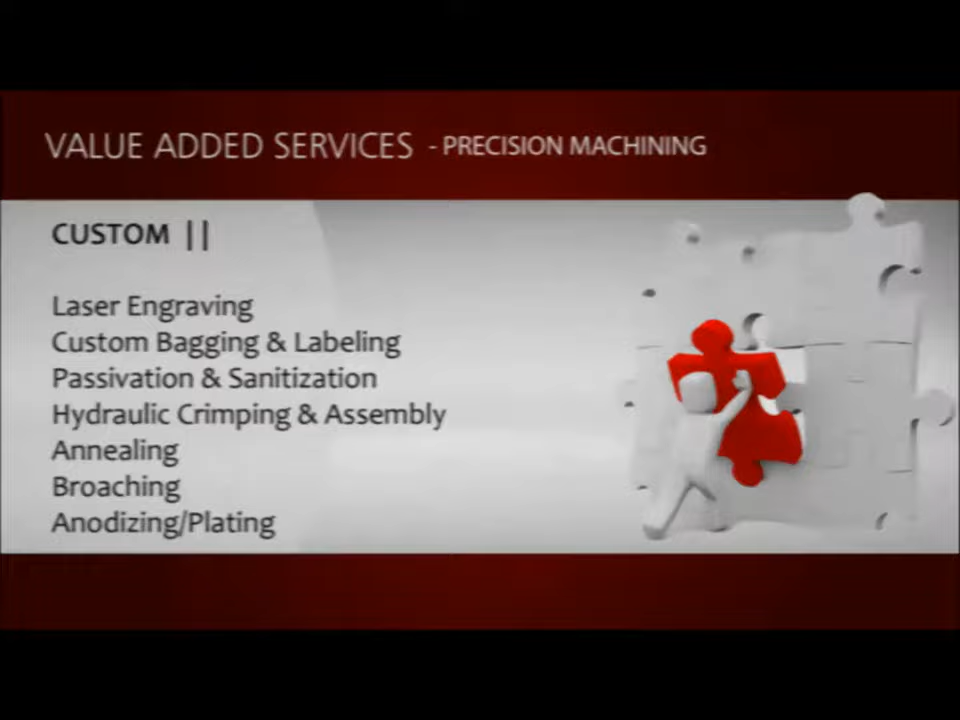 VALUE ADDED SERVICES - PRECISION MACHINING
CUSTOM ||
Laser Engraving
Custom Bagging & Labeling
Passivation & Sanitization
Hydraulic Crimping & Assembly
Annealing
Broaching
Anodizing/Plating